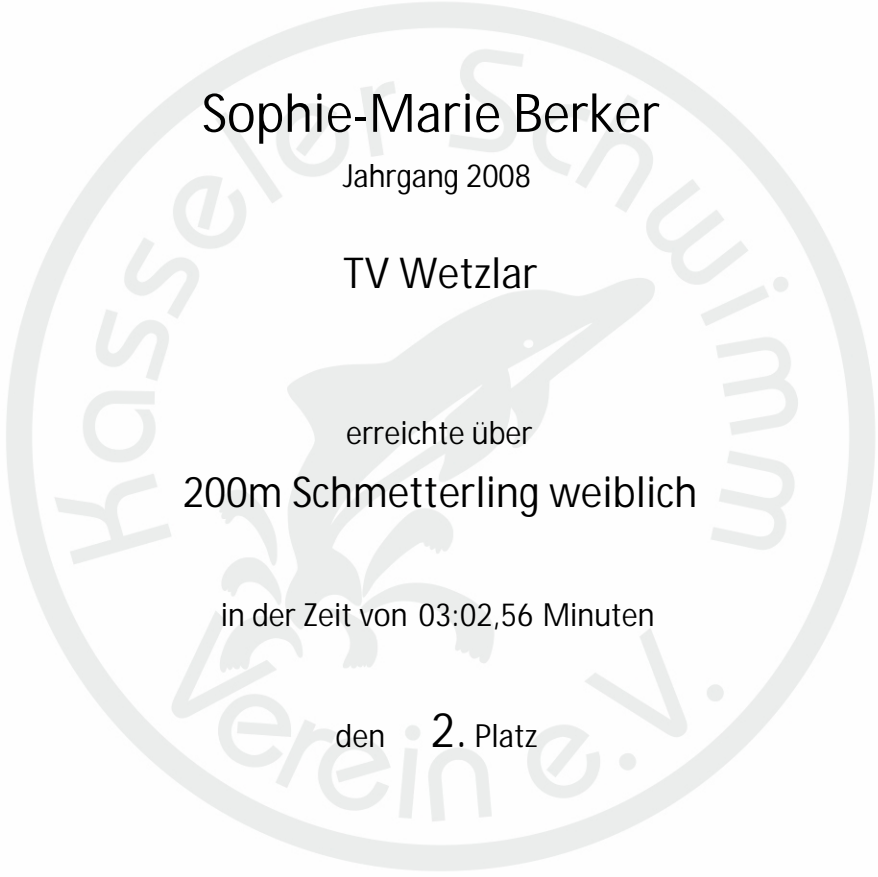 Sophie-Marie Berker
Jahrgang 2008
TV Wetzlar
erreichte über
200m Schmetterling weiblich
in der Zeit von 03:02,56 Minuten
den 2. Platz
Kasseler Schwimm
Verein e.V.